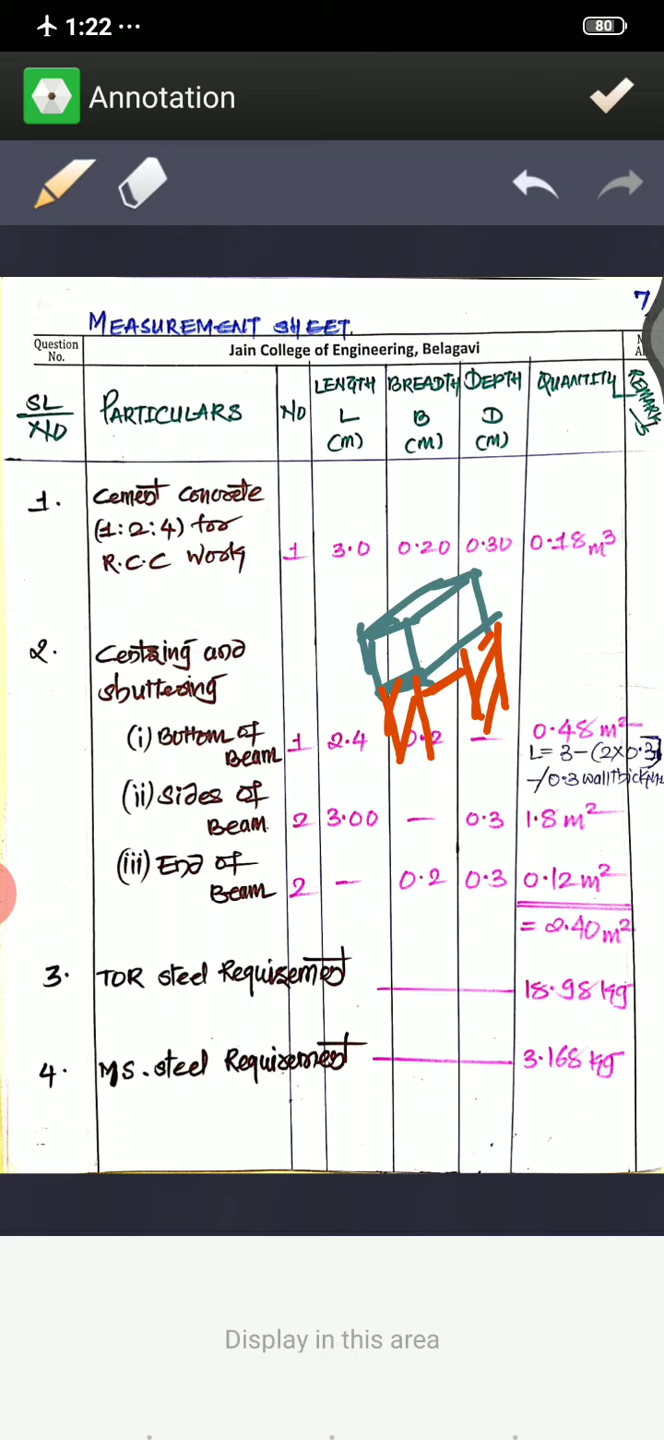 1:22 ...
80
Annotation
7
MEASUREMENT SHEET.
Question No.
Jain College of Engineering, Belagavi
SL/NO PARTICULARS NO LENGTH L (m) BREADTH B (m) DEPTH D (m) QUANTITY REMARKS
1. Cement concrete
(1:2:4) for
R.C.C Work 1 3.0 0.20 0.30 0.18 m³
2. Centring and
shuttering
(i) Bottom of
Beam 1 2.4 0.2 — 0.48 m²
L = 3 - (2×0.3)
0.3 wall thickness
(ii) Sides of
Beam 2 3.00 — 0.3 1.8 m²
(iii) End of
Beam 2 — 0.2 0.3 0.12 m²
= 2.40 m²
3. TOR steel Requirement 18.98 kg
4. MS. steel Requirement 3.168 kg
Display in this area